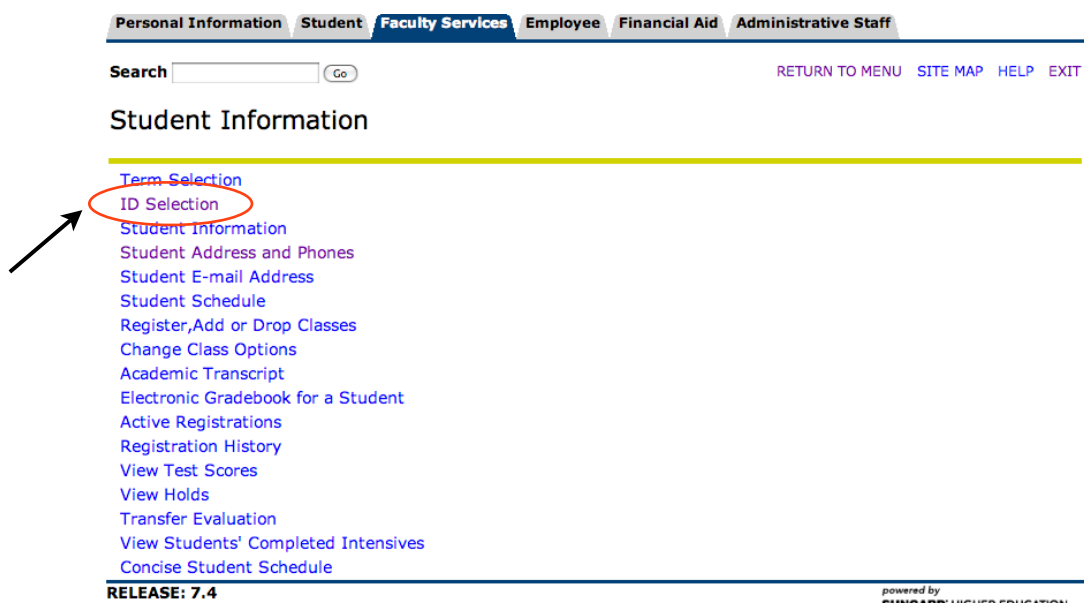 Personal Information Student Faculty Services Employee Financial Aid Administrative Staff
Search Go RETURN TO MENU SITE MAP HELP EXIT
Student Information
Term Selection
ID Selection
Student Information
Student Address and Phones
Student E-mail Address
Student Schedule
Register,Add or Drop Classes
Change Class Options
Academic Transcript
Electronic Gradebook for a Student
Active Registrations
Registration History
View Test Scores
View Holds
Transfer Evaluation
View Students' Completed Intensives
Concise Student Schedule
RELEASE: 7.4 powered by
SUNGARD HIGHER EDUCATION